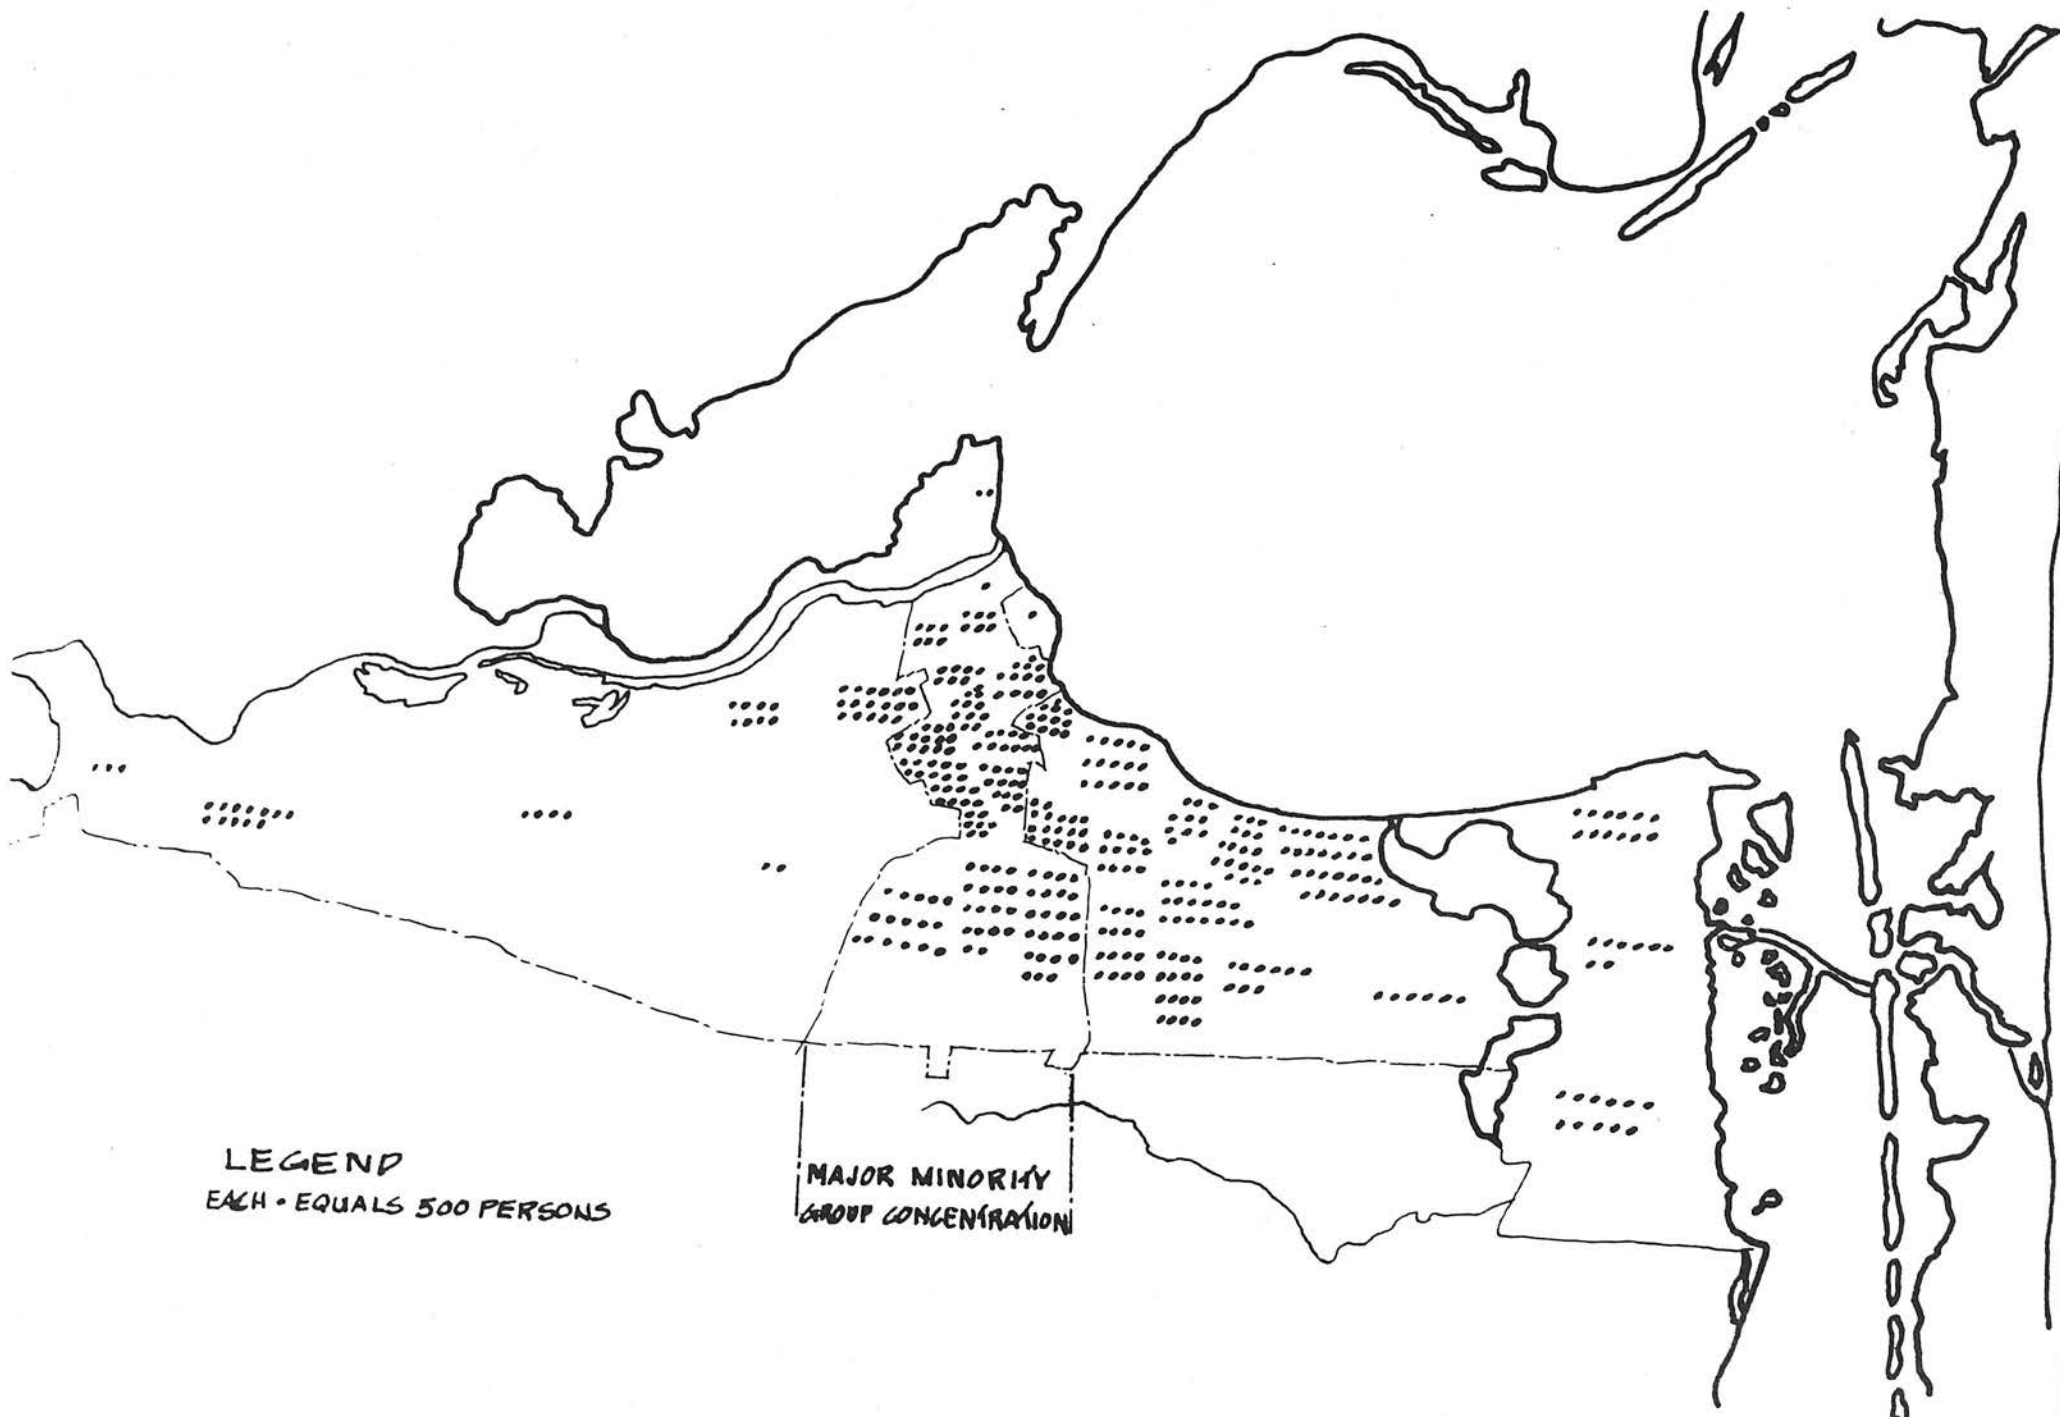 LEGEND
EACH • EQUALS 500 PERSONS
MAJOR MINORITY
GROUP CONCENTRATION